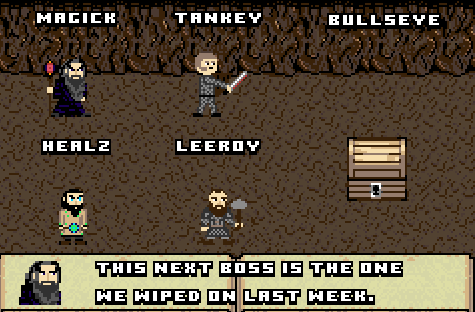 MAGICK TANKEY BULLSEYE
HEALZ LEEROY
THIS NEXT BOSS IS THE ONE
WE WIPED ON LAST WEEK.